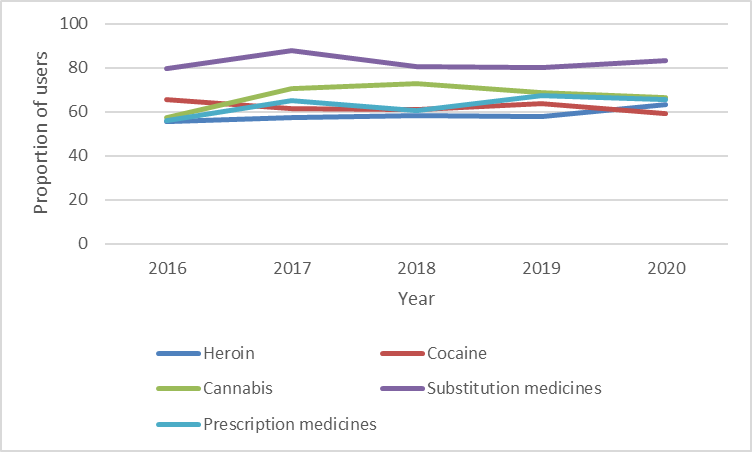 100
80
60
40
20
0
Proportion of users
2016 2017 2018 2019 2020
Year
Heroin Cocaine
Cannabis Substitution medicines
Prescription medicines